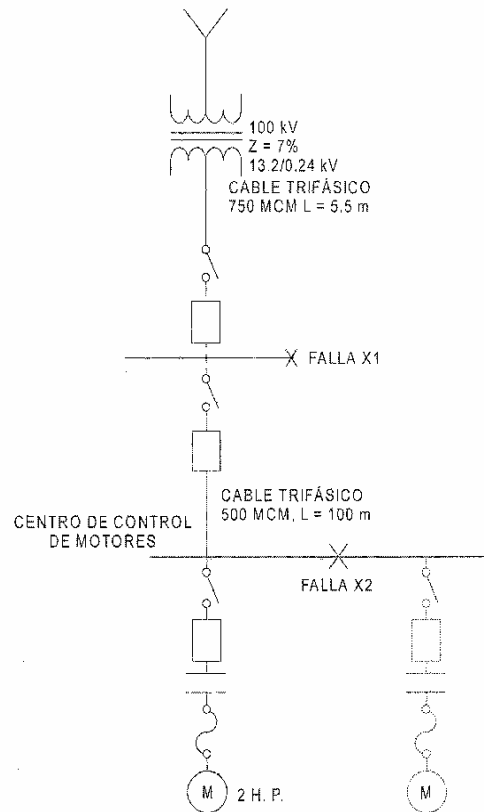 100 kV
Z = 7%
13.2/0.24 kV
CABLE TRIFÁSICO
750 MCM L = 5.5 m
FALLA X1
CABLE TRIFÁSICO
500 MCM, L = 100 m
CENTRO DE CONTROL
DE MOTORES
FALLA X2
M
2 H. P.
M